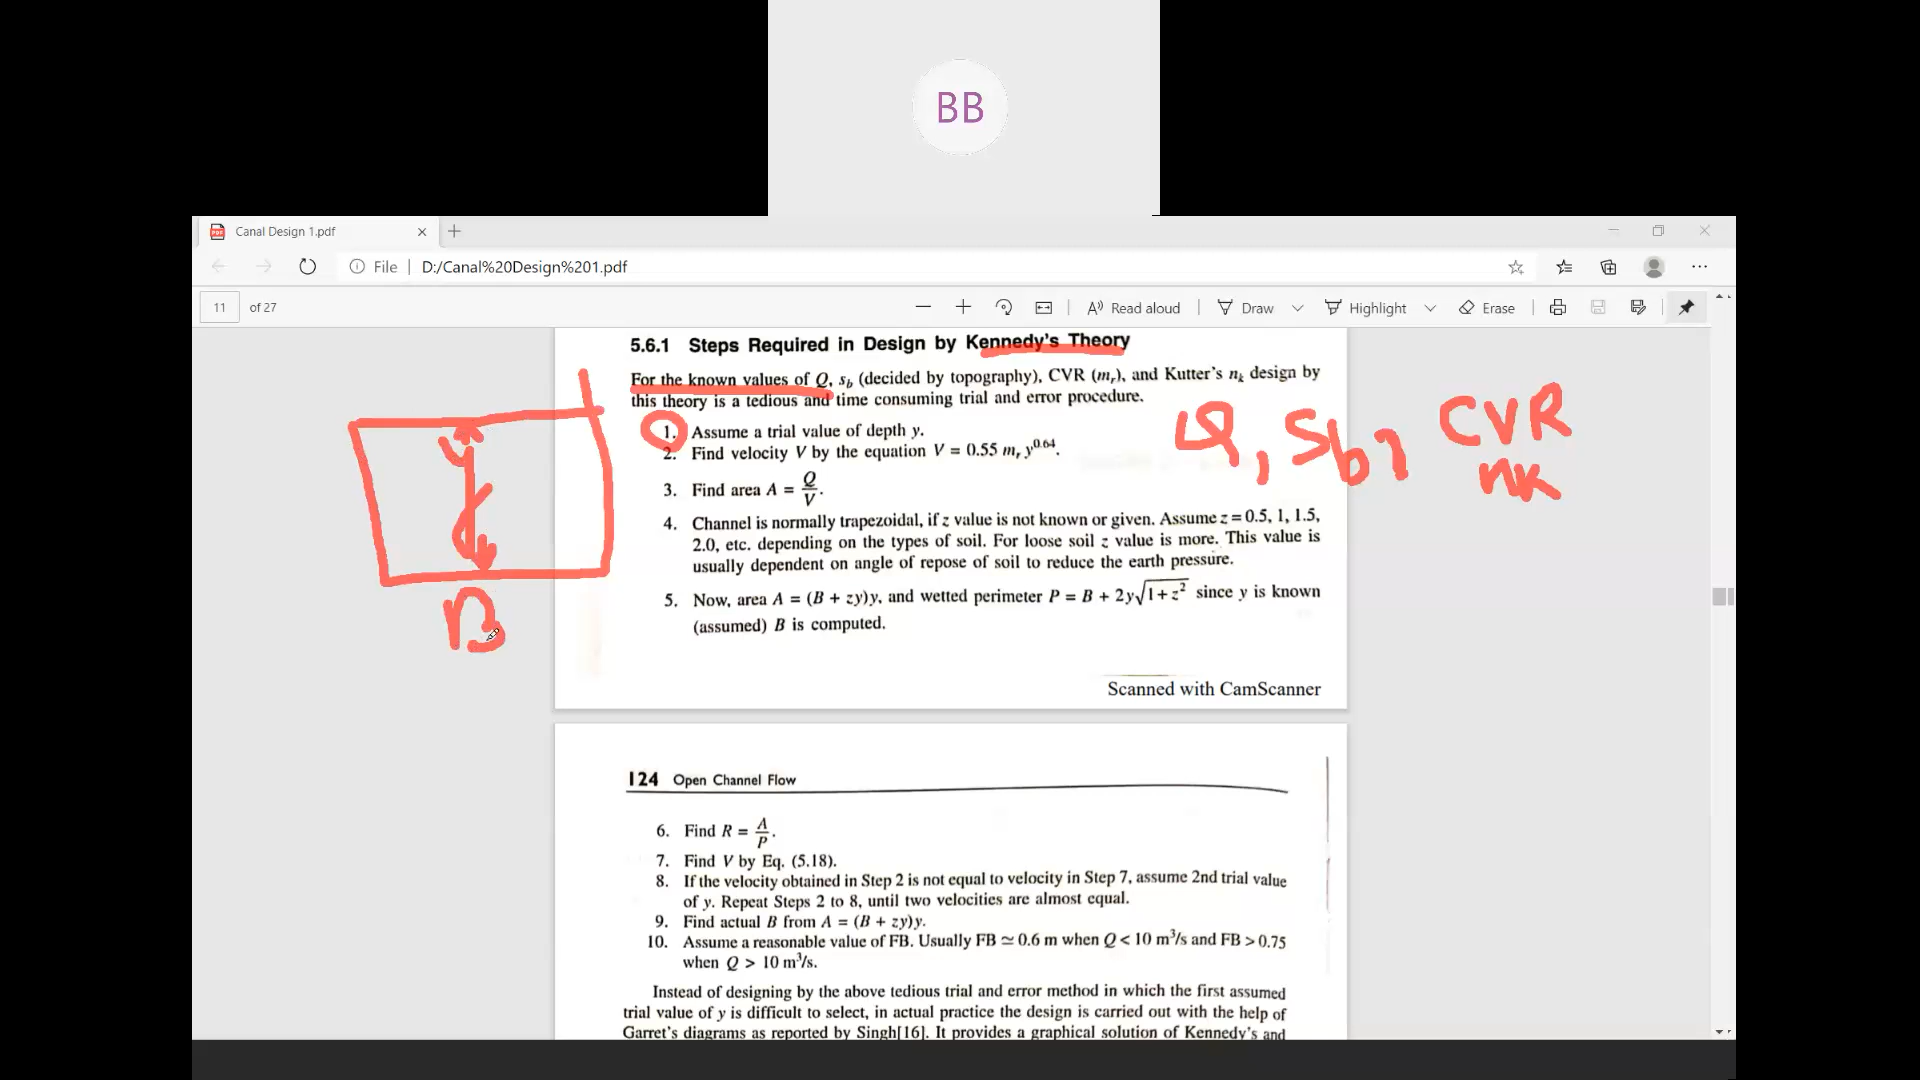 BB
Canal Design 1.pdf
File | D:/Canal%20Design%201.pdf
11 of 27
Read aloud
Draw
Highlight
Erase
5.6.1 Steps Required in Design by Kennedy's Theory
For the known values of Q, s_b (decided by topography), CVR (m_r), and Kutter's n_k design by
this theory is a tedious and time consuming trial and error procedure.
1. Assume a trial value of depth y.
2. Find velocity V by the equation V = 0.55 m_r y^0.64.
3. Find area A = Q/V.
4. Channel is normally trapezoidal, if z value is not known or given. Assume z = 0.5, 1, 1.5,
2.0, etc. depending on the types of soil. For loose soil z value is more. This value is
usually dependent on angle of repose of soil to reduce the earth pressure.
5. Now, area A = (B + zy)y, and wetted perimeter P = B + 2y√(1+z²) since y is known
(assumed) B is computed.
Q, Sb, CVR
nK
y
B
Scanned with CamScanner
124 Open Channel Flow
6. Find R = A/P.
7. Find V by Eq. (5.18).
8. If the velocity obtained in Step 2 is not equal to velocity in Step 7, assume 2nd trial value
of y. Repeat Steps 2 to 8, until two velocities are almost equal.
9. Find actual B from A = (B + zy)y.
10. Assume a reasonable value of FB. Usually FB ≃ 0.6 m when Q < 10 m³/s and FB > 0.75
when Q > 10 m³/s.
Instead of designing by the above tedious trial and error method in which the first assumed
trial value of y is difficult to select, in actual practice the design is carried out with the help of
Garret's diagrams as reported by Singh[16]. It provides a graphical solution of Kennedy's and